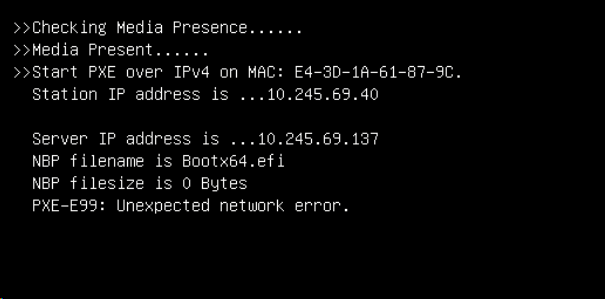 >>Checking Media Presence......
>>Media Present......
>>Start PXE over IPv4 on MAC: E4-3D-1A-61-87-9C.
Station IP address is ...10.245.69.40
Server IP address is ...10.245.69.137
NBP filename is Bootx64.efi
NBP filesize is 0 Bytes
PXE-E99: Unexpected network error.